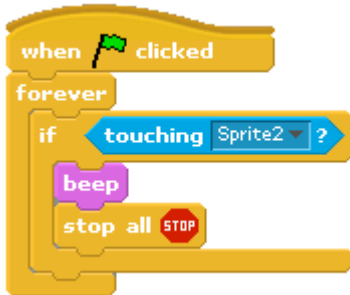 when clicked
forever
if touching Sprite2 ?
beep
stop all STOP